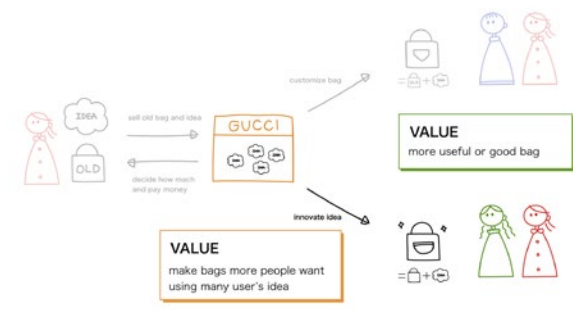 customize bag
= OLD +
IDEA
sell old bag and idea
GUCCI
OLD
decide how mach
and pay money
VALUE
more useful or good bag
innovate idea
VALUE
make bags more people want
using many user's idea
= +